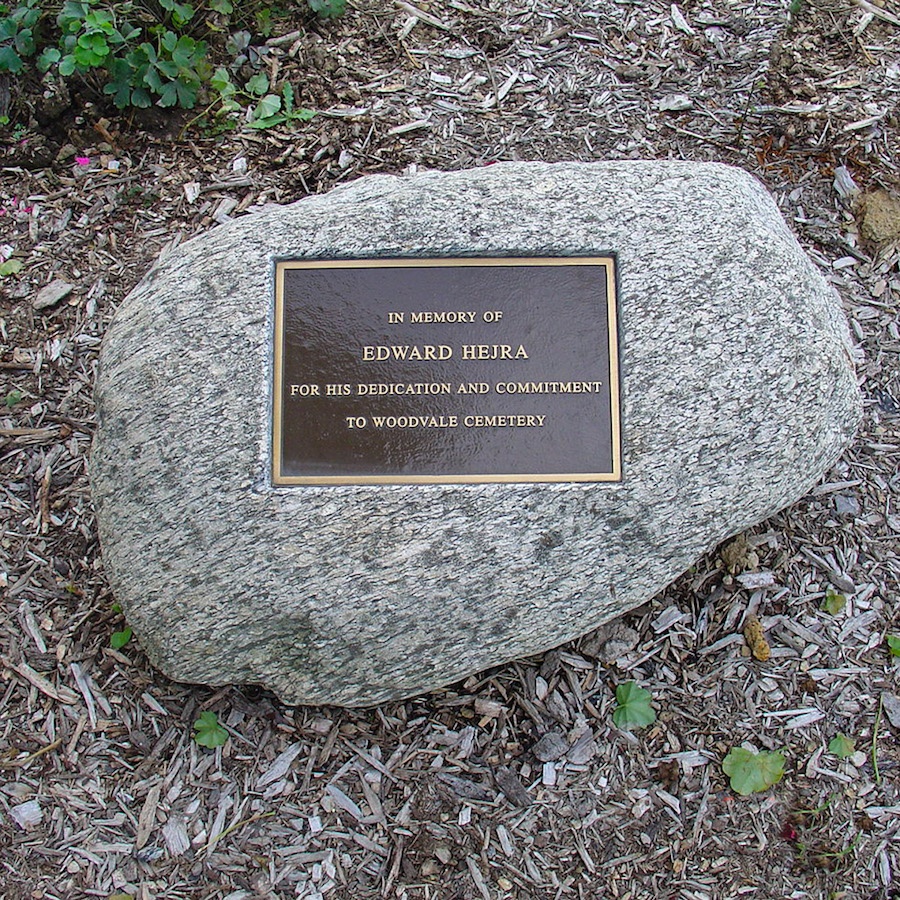 IN MEMORY OF
EDWARD HEJRA
FOR HIS DEDICATION AND COMMITMENT
TO WOODVALE CEMETERY